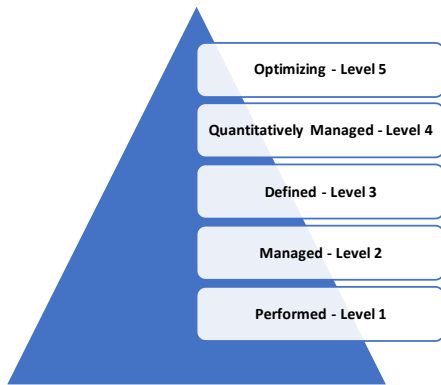 Optimizing - Level 5
Quantitatively Managed - Level 4
Defined - Level 3
Managed - Level 2
Performed - Level 1